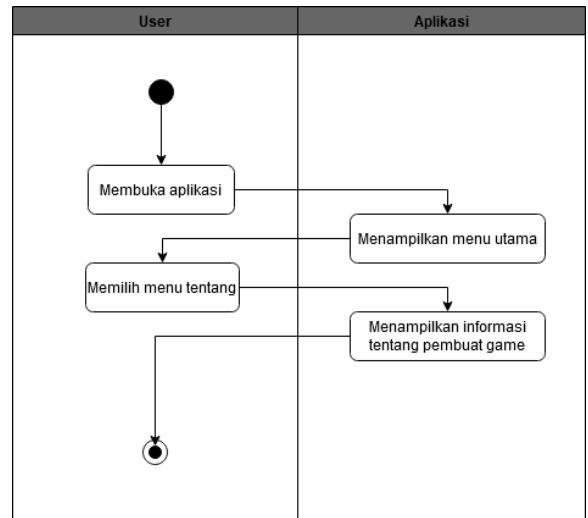 User
Aplikasi
Membuka aplikasi
Menampilkan menu utama
Memilih menu tentang
Menampilkan informasi
tentang pembuat game